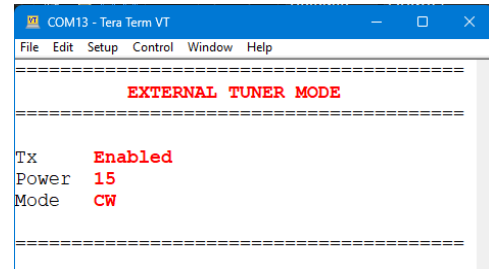 COM13 - Tera Term VT
File Edit Setup Control Window Help
========================================
EXTERNAL TUNER MODE
========================================
Tx Enabled
Power 15
Mode CW
========================================